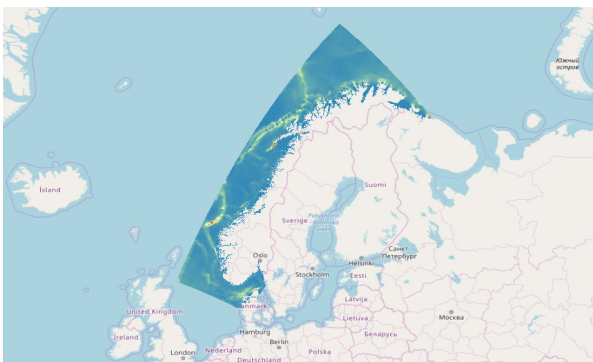 Южный
остров
Ísland
Suomi
Sverige
Oslo
Санкт-
Петербург
Helsinki
Stockholm
Eesti
Latvija
United Kingdom
Danmark
Lietuva
Москва
Ireland
Hamburg
Беларусь
Nederland
Berlin
London
Polska
Deutschland